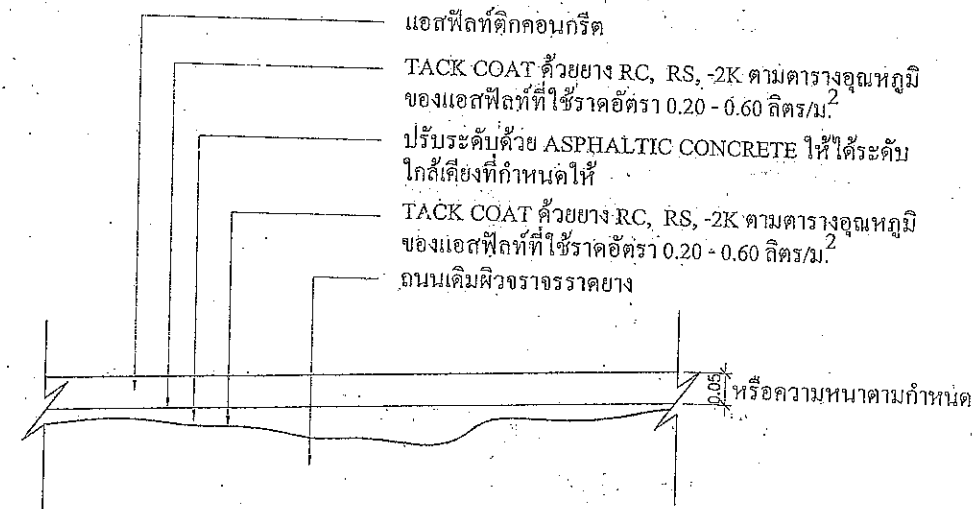 แอสฟัลท์ติกคอนกรีต
TACK COAT ด้วยยาง RC, RS, -2K ตามตารางอุณหภูมิ
ของแอสฟัลท์ที่ใช้ราดอัตรา 0.20 - 0.60 ลิตร/ม.2
ปรับระดับด้วย ASPHALTIC CONCRETE ให้ได้ระดับ
ใกล้เคียงที่กำหนดให้
TACK COAT ด้วยยาง RC, RS, -2K ตามตารางอุณหภูมิ
ของแอสฟัลท์ที่ใช้ราดอัตรา 0.20 - 0.60 ลิตร/ม.2
ถนนเดิมผิวจราจรราดยาง
0.05 หรือความหนาตามกำหนด